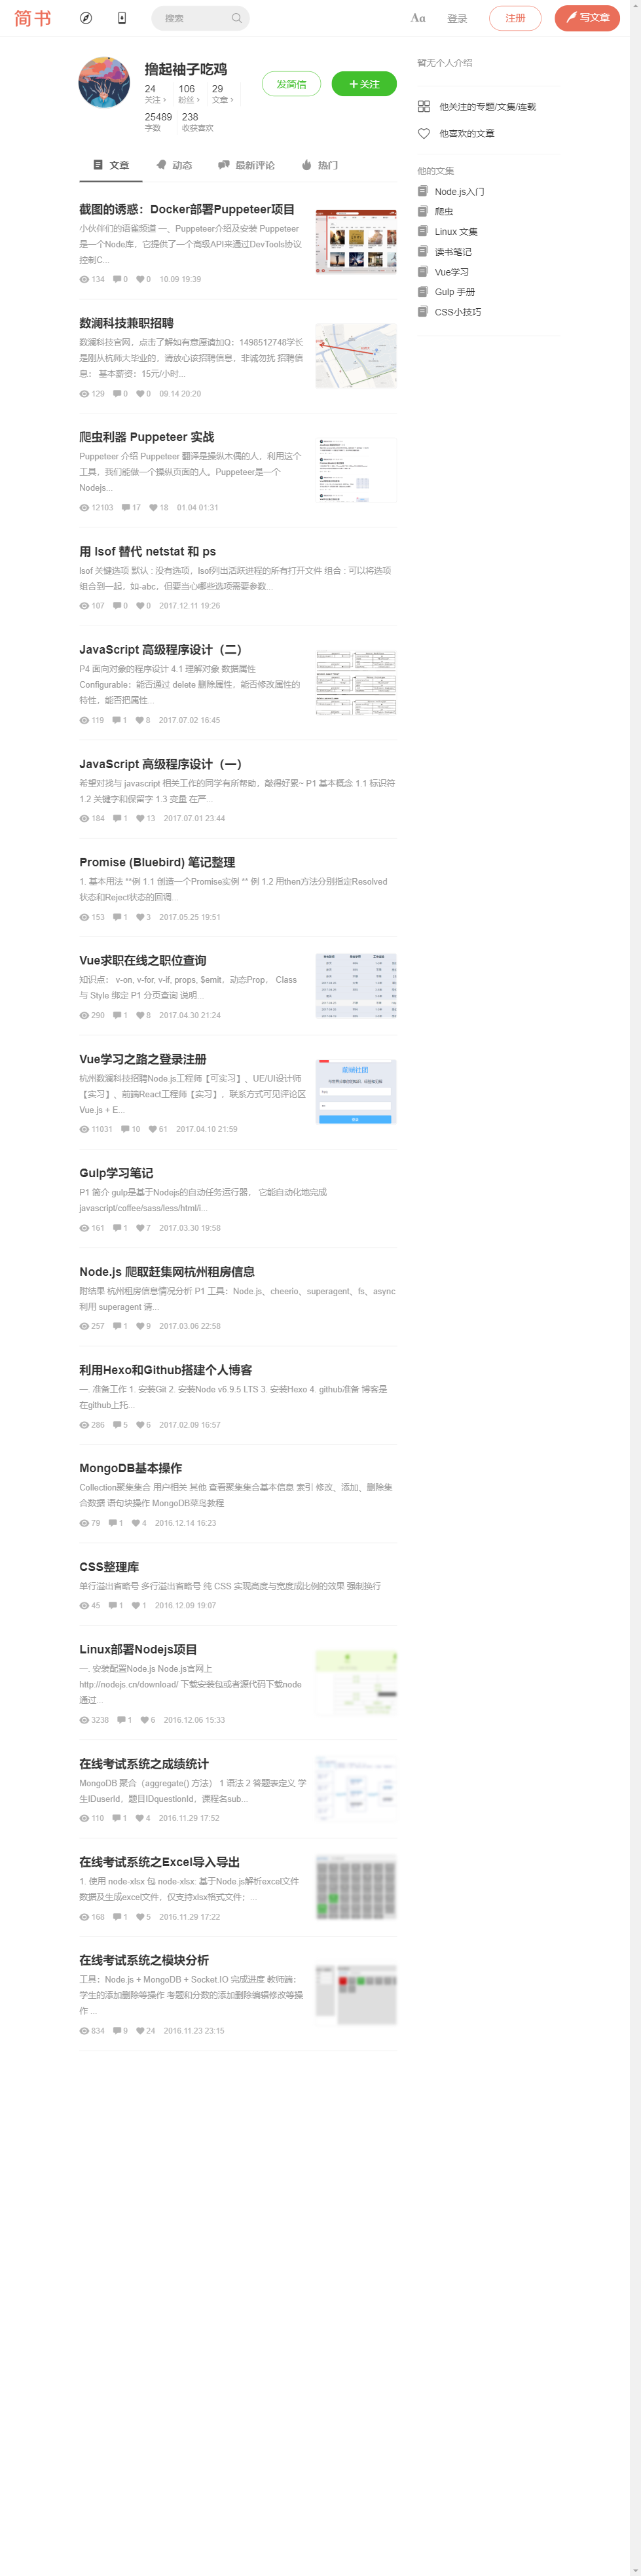 简书
搜索
Aa
登录
注册
写文章
撸起袖子吃鸡
24
106
29
关注 ›
粉丝 ›
文章 ›
25489
238
字数
收获喜欢
发简信
+关注
文章
动态
最新评论
热门
截图的诱惑：Docker部署Puppeteer项目
小伙伴们的语雀频道 一、Puppeteer介绍及安装 Puppeteer
是一个Node库，它提供了一个高级API来通过DevTools协议
控制C...
134 0 0 10.09 19:39
数澜科技兼职招聘
数澜科技官网，点击了解如有意愿请加Q：1498512748学长
是刚从杭师大毕业的，请放心该招聘信息，非诚勿扰 招聘信
息： 基本薪资：15元/小时...
129 0 0 09.14 20:20
爬虫利器 Puppeteer 实战
Puppeteer 介绍 Puppeteer 翻译是操纵木偶的人，利用这个
工具，我们能做一个操纵页面的人。Puppeteer是一个
Nodejs...
12103 17 18 01.04 01:31
用 lsof 替代 netstat 和 ps
lsof 关键选项 默认 : 没有选项，lsof列出活跃进程的所有打开文件 组合 : 可以将选项
组合到一起，如-abc，但要当心哪些选项需要参数...
107 0 0 2017.12.11 19:26
JavaScript 高级程序设计（二）
P4 面向对象的程序设计 4.1 理解对象 数据属性
Configurable：能否通过 delete 删除属性，能否修改属性的
特性，能否把属性...
119 1 8 2017.07.02 16:45
JavaScript 高级程序设计（一）
希望对找与 javascript 相关工作的同学有所帮助，敲得好累~ P1 基本概念 1.1 标识符
1.2 关键字和保留字 1.3 变量 在严...
184 1 13 2017.07.01 23:44
Promise (Bluebird) 笔记整理
1. 基本用法 **例 1.1 创造一个Promise实例 ** 例 1.2 用then方法分别指定Resolved
状态和Reject状态的回调...
153 1 3 2017.05.25 19:51
Vue求职在线之职位查询
知识点： v-on, v-for, v-if, props, $emit，动态Prop， Class
与 Style 绑定 P1 分页查询 说明...
290 1 8 2017.04.30 21:24
Vue学习之路之登录注册
杭州数澜科技招聘Node.js工程师【可实习】、UE/UI设计师
【实习】、前端React工程师【实习】，联系方式可见评论区
Vue.js + E...
11031 10 61 2017.04.10 21:59
Gulp学习笔记
P1 简介 gulp是基于Nodejs的自动任务运行器， 它能自动化地完成
javascript/coffee/sass/less/html/i...
161 1 7 2017.03.30 19:58
Node.js 爬取赶集网杭州租房信息
附结果 杭州租房信息情况分析 P1 工具：Node.js、cheerio、superagent、fs、async
利用 superagent 请...
257 1 9 2017.03.06 22:58
利用Hexo和Github搭建个人博客
一. 准备工作 1. 安装Git 2. 安装Node v6.9.5 LTS 3. 安装Hexo 4. github准备 博客是
在github上托...
286 5 6 2017.02.09 16:57
MongoDB基本操作
Collection聚集集合 用户相关 其他 查看聚集集合基本信息 索引 修改、添加、删除集
合数据 语句块操作 MongoDB菜鸟教程
79 1 4 2016.12.14 16:23
CSS整理库
单行溢出省略号 多行溢出省略号 纯 CSS 实现高度与宽度成比例的效果 强制换行
45 1 1 2016.12.09 19:07
Linux部署Nodejs项目
一. 安装配置Node.js Node.js官网上
http://nodejs.cn/download/ 下载安装包或者源代码下载node
通过...
3238 1 6 2016.12.06 15:33
在线考试系统之成绩统计
MongoDB 聚合（aggregate() 方法） 1 语法 2 答题表定义 学
生IDuserId，题目IDquestionId，课程名sub...
110 1 4 2016.11.29 17:52
在线考试系统之Excel导入导出
1. 使用 node-xlsx 包 node-xlsx: 基于Node.js解析excel文件
数据及生成excel文件，仅支持xlsx格式文件；...
168 1 5 2016.11.29 17:22
在线考试系统之模块分析
工具：Node.js + MongoDB + Socket.IO 完成进度 教师端：
学生的添加删除等操作 考题和分数的添加删除编辑修改等操
作 ...
834 9 24 2016.11.23 23:15
暂无个人介绍
他关注的专题/文集/连载
他喜欢的文章
他的文集
Node.js入门
爬虫
Linux 文集
读书笔记
Vue学习
Gulp 手册
CSS小技巧